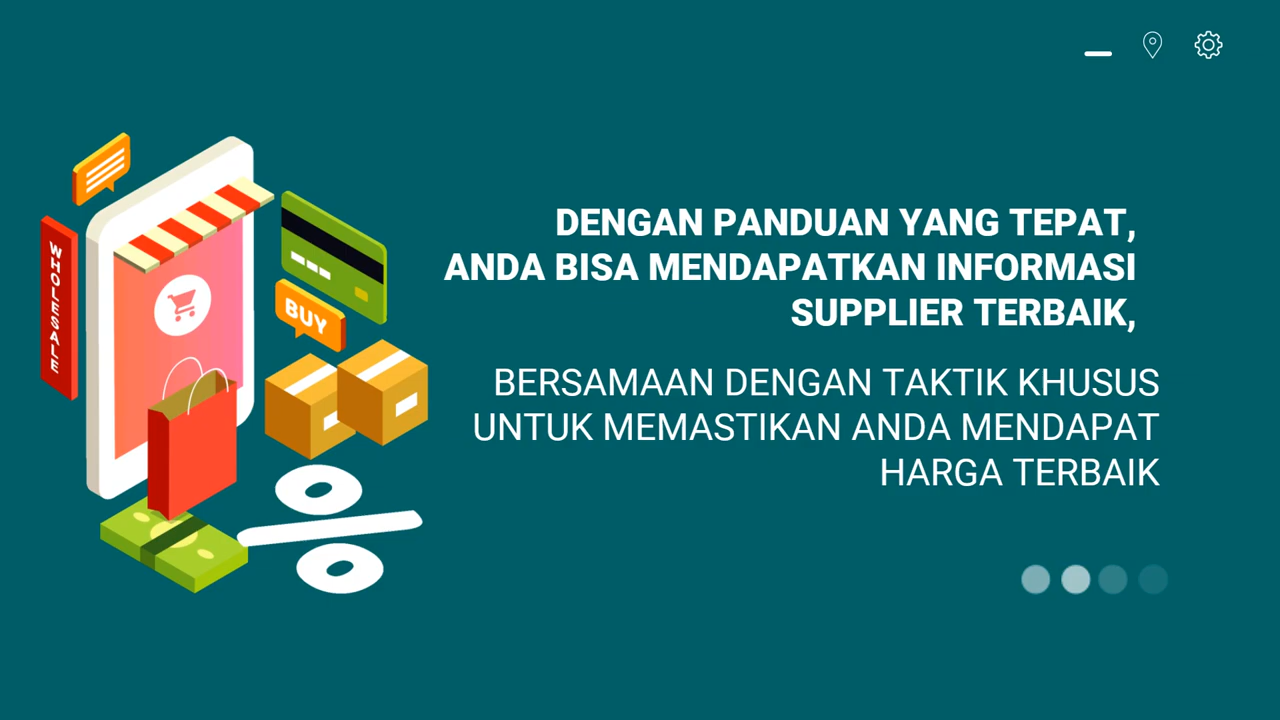 WHOLESALE
BUY
DENGAN PANDUAN YANG TEPAT,
ANDA BISA MENDAPATKAN INFORMASI
SUPPLIER TERBAIK,
BERSAMAAN DENGAN TAKTIK KHUSUS
UNTUK MEMASTIKAN ANDA MENDAPAT
HARGA TERBAIK